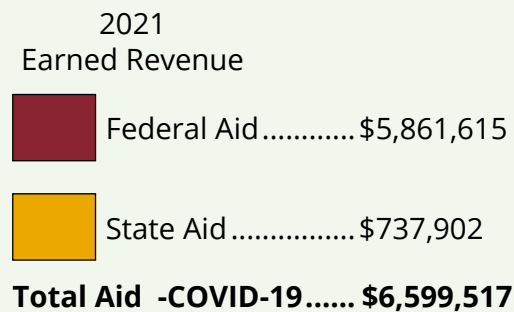 2021
Earned Revenue
Federal Aid............ $5,861,615
State Aid................ $737,902
Total Aid -COVID-19...... $6,599,517